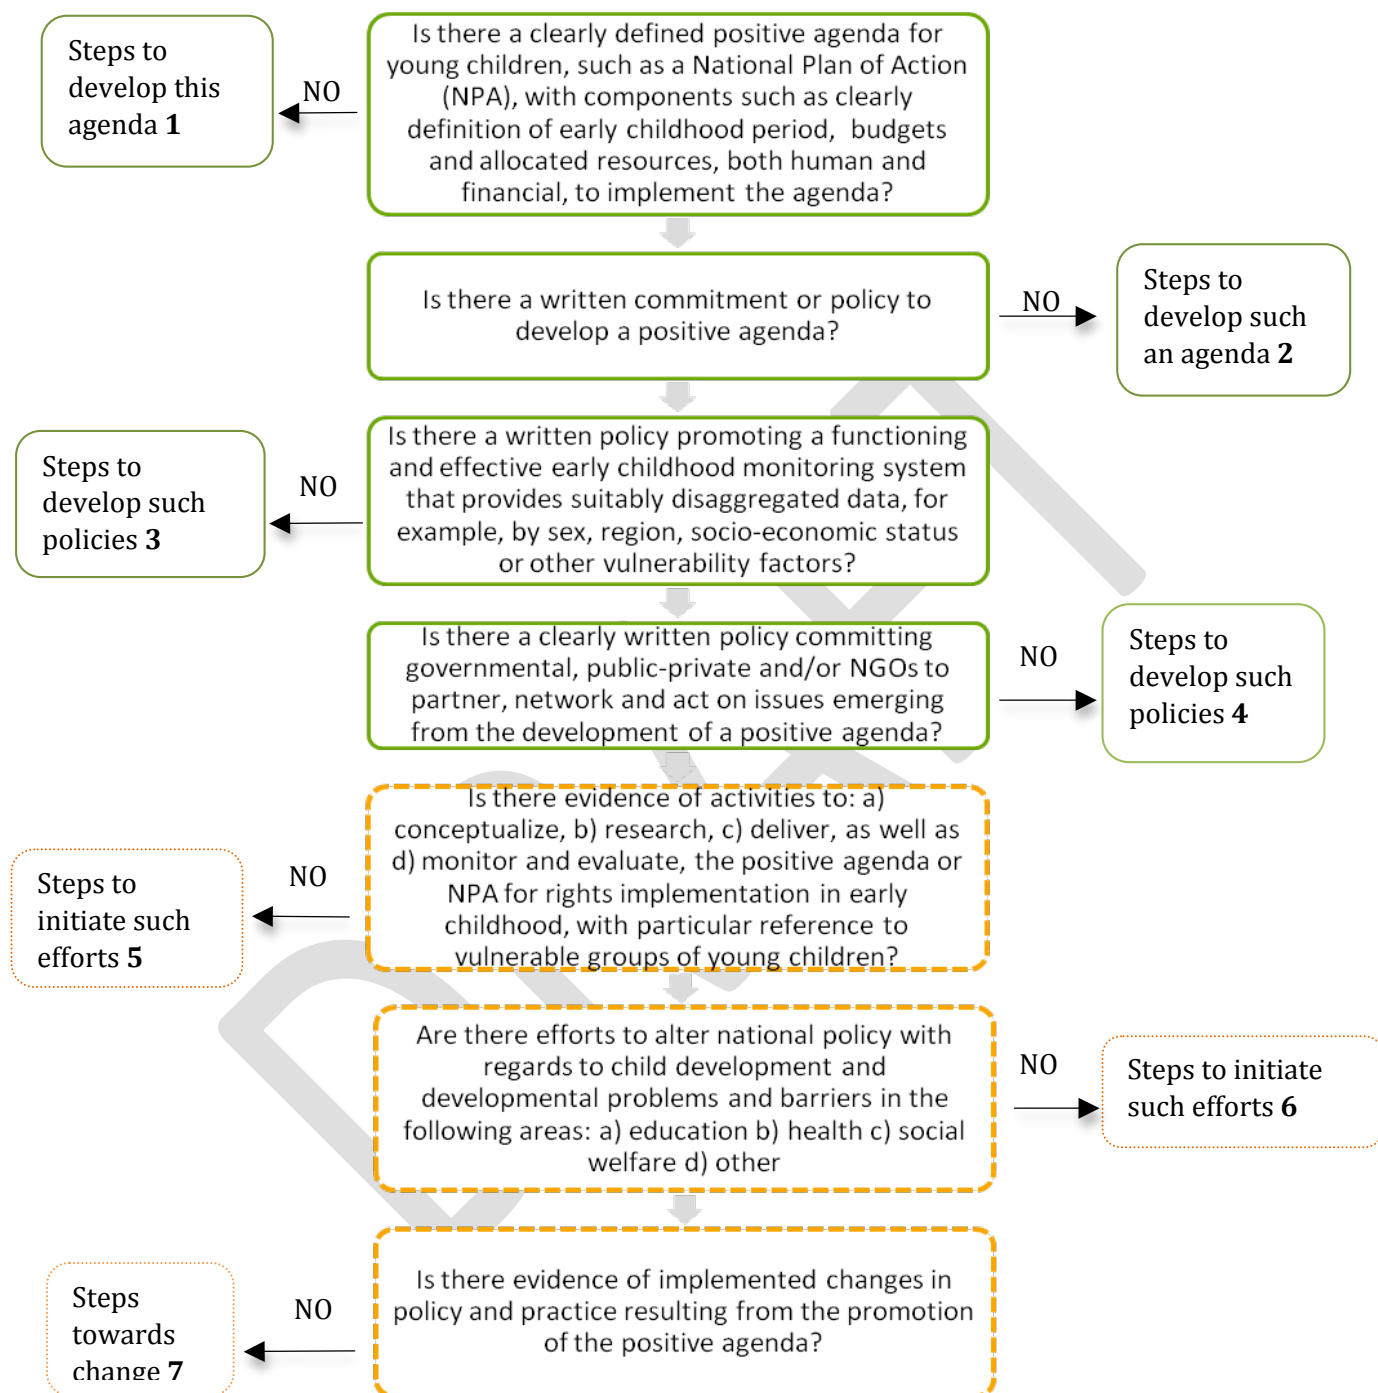 Is there a clearly defined positive agenda for
young children, such as a National Plan of Action
(NPA), with components such as clearly
definition of early childhood period, budgets
and allocated resources, both human and
financial, to implement the agenda?
NO
Steps to
develop this
agenda 1
Is there a written commitment or policy to
develop a positive agenda?
NO
Steps to
develop such
an agenda 2
Is there a written policy promoting a functioning
and effective early childhood monitoring system
that provides suitably disaggregated data, for
example, by sex, region, socio-economic status
or other vulnerability factors?
NO
Steps to
develop such
policies 3
Is there a clearly written policy committing
governmental, public-private and/or NGOs to
partner, network and act on issues emerging
from the development of a positive agenda?
NO
Steps to
develop such
policies 4
Is there evidence of activities to: a)
conceptualize, b) research, c) deliver, as well as
d) monitor and evaluate, the positive agenda or
NPA for rights implementation in early
childhood, with particular reference to
vulnerable groups of young children?
NO
Steps to
initiate such
efforts 5
Are there efforts to alter national policy with
regards to child development and
developmental problems and barriers in the
following areas: a) education b) health c) social
welfare d) other
NO
Steps to initiate
such efforts 6
Is there evidence of implemented changes in
policy and practice resulting from the promotion
of the positive agenda?
NO
Steps
towards
change 7
DRAFT